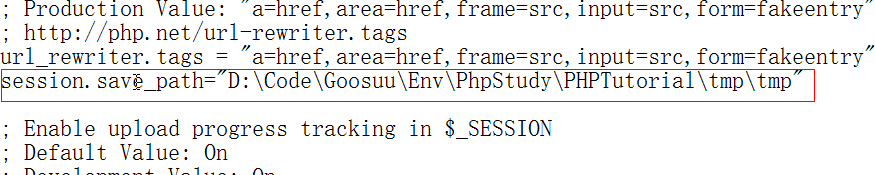 ; Production Value: "a=href,area=href,frame=src,input=src,form=fakeentry"
; http://php.net/url-rewriter.tags
url_rewriter.tags = "a=href,area=href,frame=src,input=src,form=fakeentry"
session.save_path="D:\Code\Goosuu\Env\PhpStudy\PHPTutorial\tmp\tmp"
; Enable upload progress tracking in $_SESSION
; Default Value: On
; Development Value: On